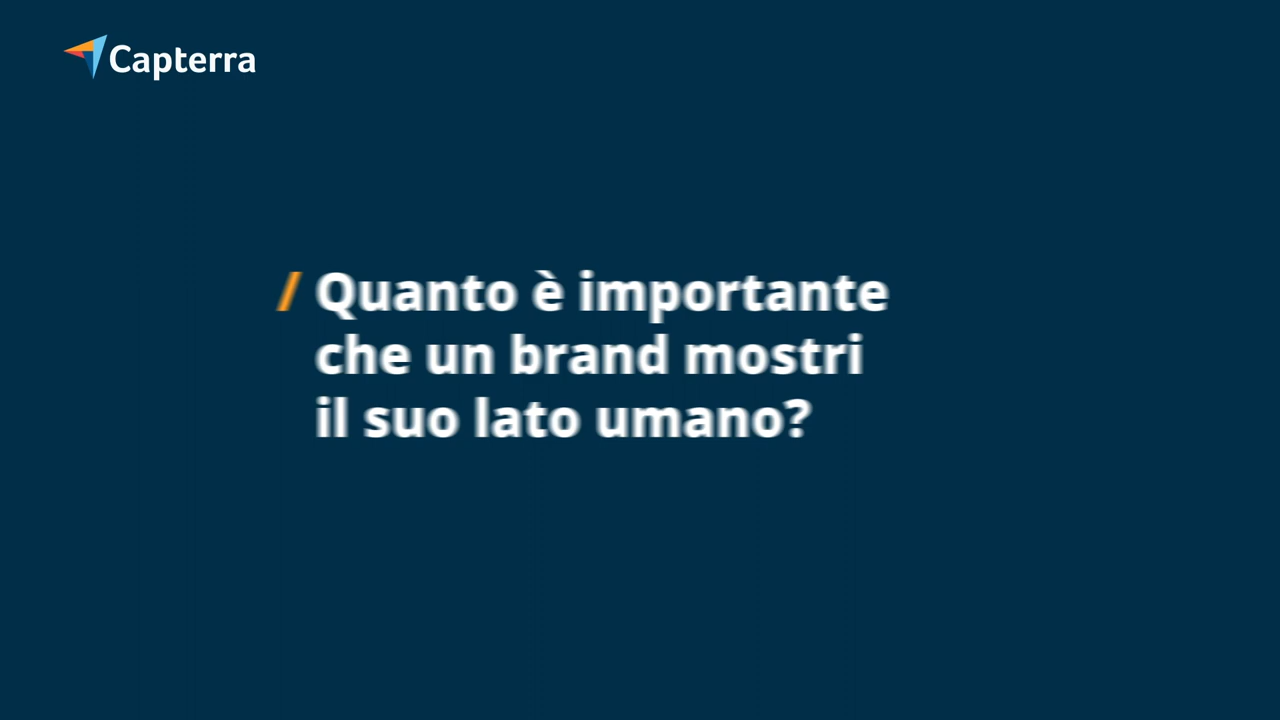 Capterra
/ Quanto è importante
che un brand mostri
il suo lato umano?